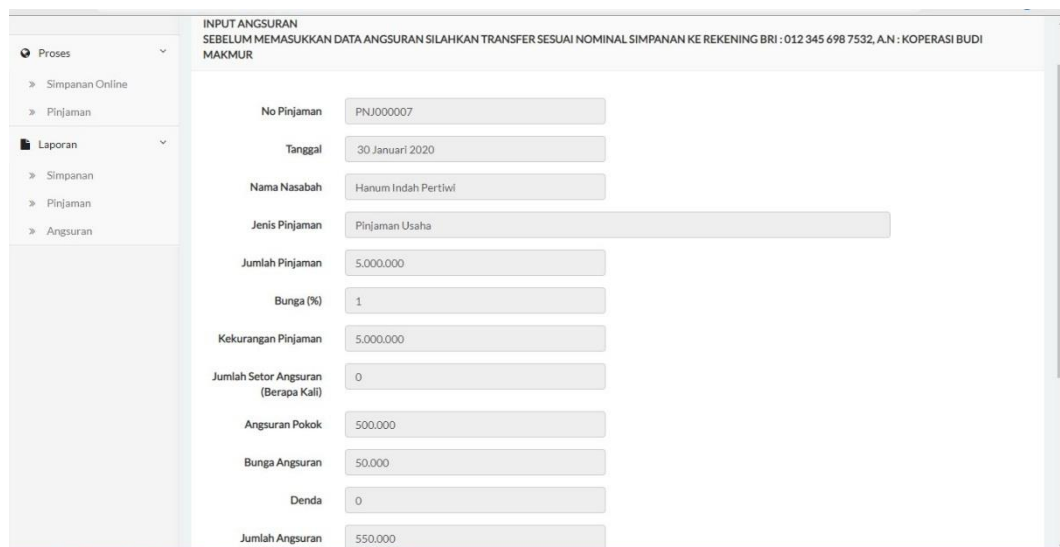 Proses
Simpanan Online
Pinjaman
Laporan
Simpanan
Pinjaman
Angsuran
INPUT ANGSURAN
SEBELUM MEMASUKKAN DATA ANGSURAN SILAHKAN TRANSFER SESUAI NOMINAL SIMPANAN KE REKENING BRI : 012 345 698 7532, A.N : KOPERASI BUDI
MAKMUR
No Pinjaman PNJ000007
Tanggal 30 Januari 2020
Nama Nasabah Hanum Indah Pertiwi
Jenis Pinjaman Pinjaman Usaha
Jumlah Pinjaman 5.000.000
Bunga (%) 1
Kekurangan Pinjaman 5.000.000
Jumlah Setor Angsuran 0
(Berapa Kali)
Angsuran Pokok 500.000
Bunga Angsuran 50.000
Denda 0
Jumlah Angsuran 550.000